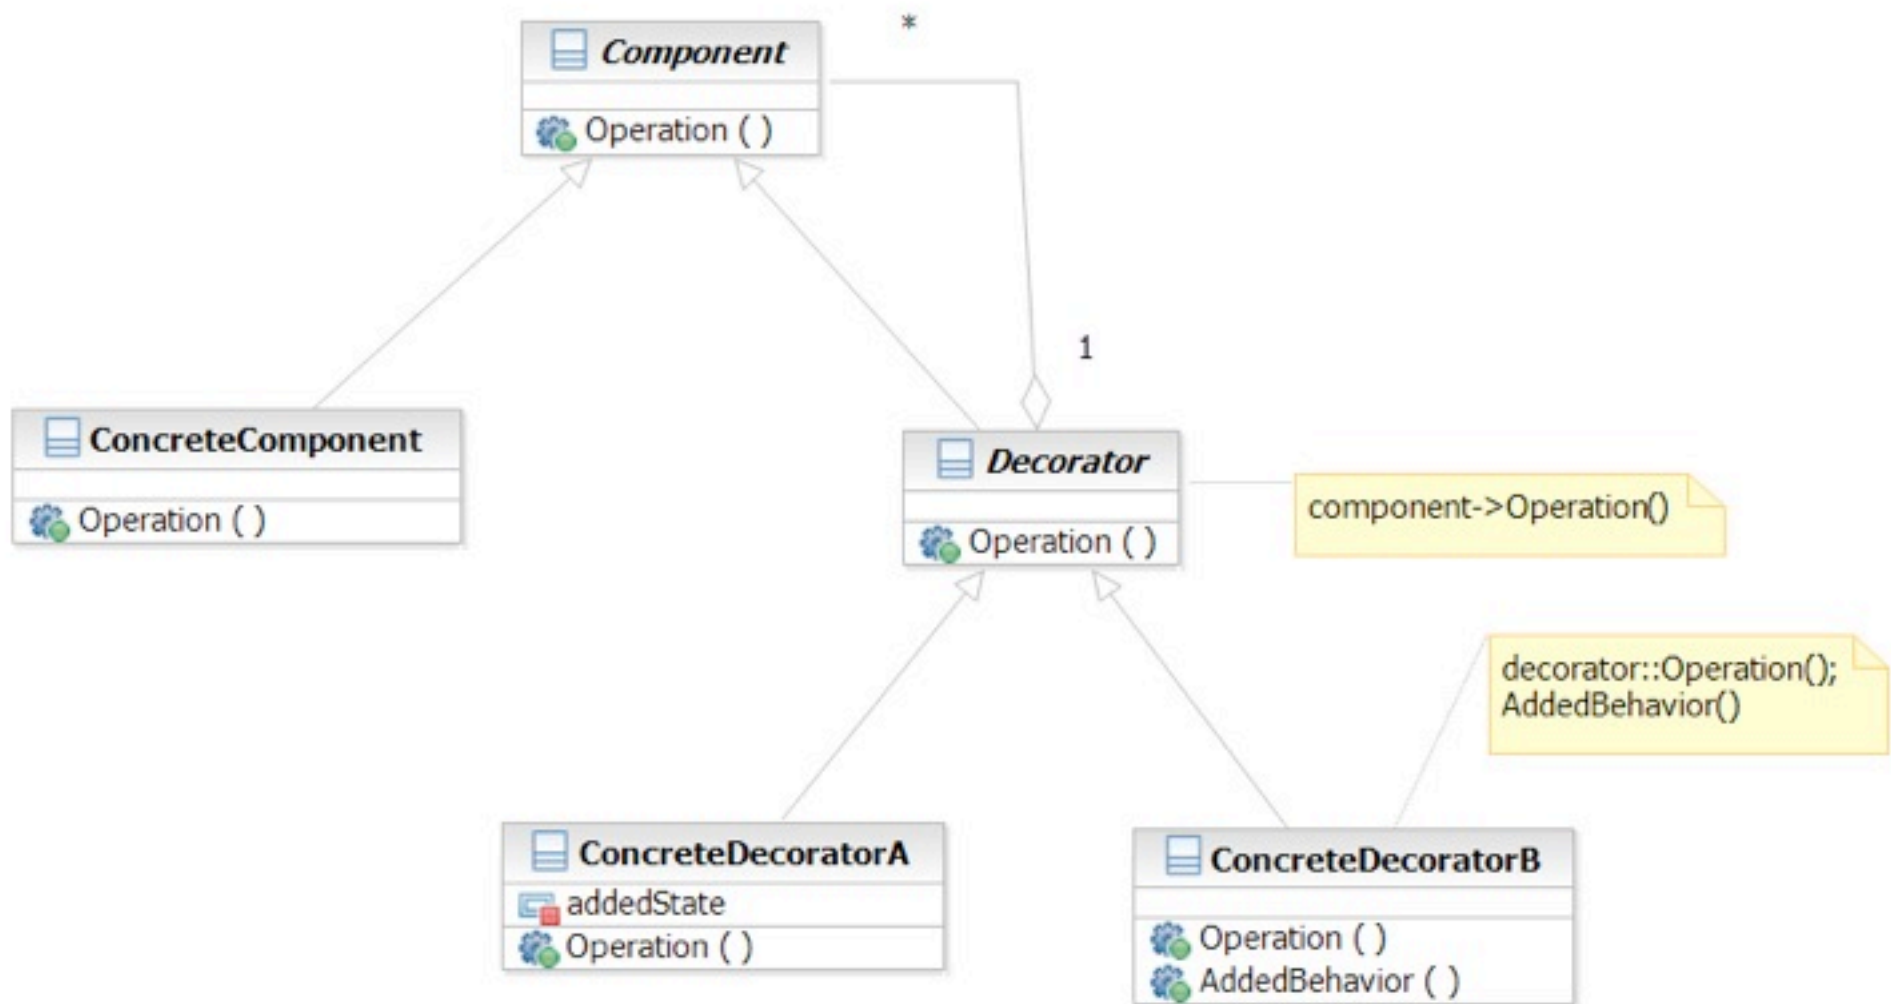 *
Component
Operation ( )
1
ConcreteComponent
Operation ( )
Decorator
Operation ( )
component->Operation()
decorator::Operation();
AddedBehavior()
ConcreteDecoratorA
addedState
Operation ( )
ConcreteDecoratorB
Operation ( )
AddedBehavior ( )